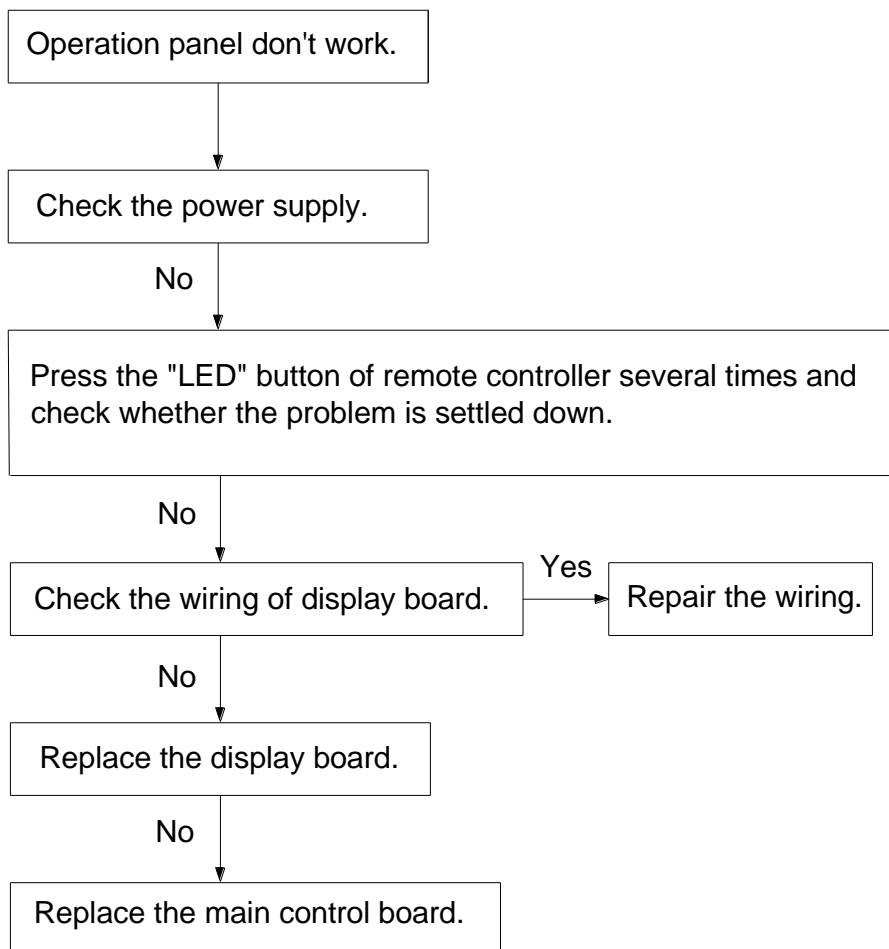 Operation panel don't work.
Check the power supply.
No
Press the "LED" button of remote controller several times and
check whether the problem is settled down.
No
Yes
Check the wiring of display board.
Repair the wiring.
No
Replace the display board.
No
Replace the main control board.